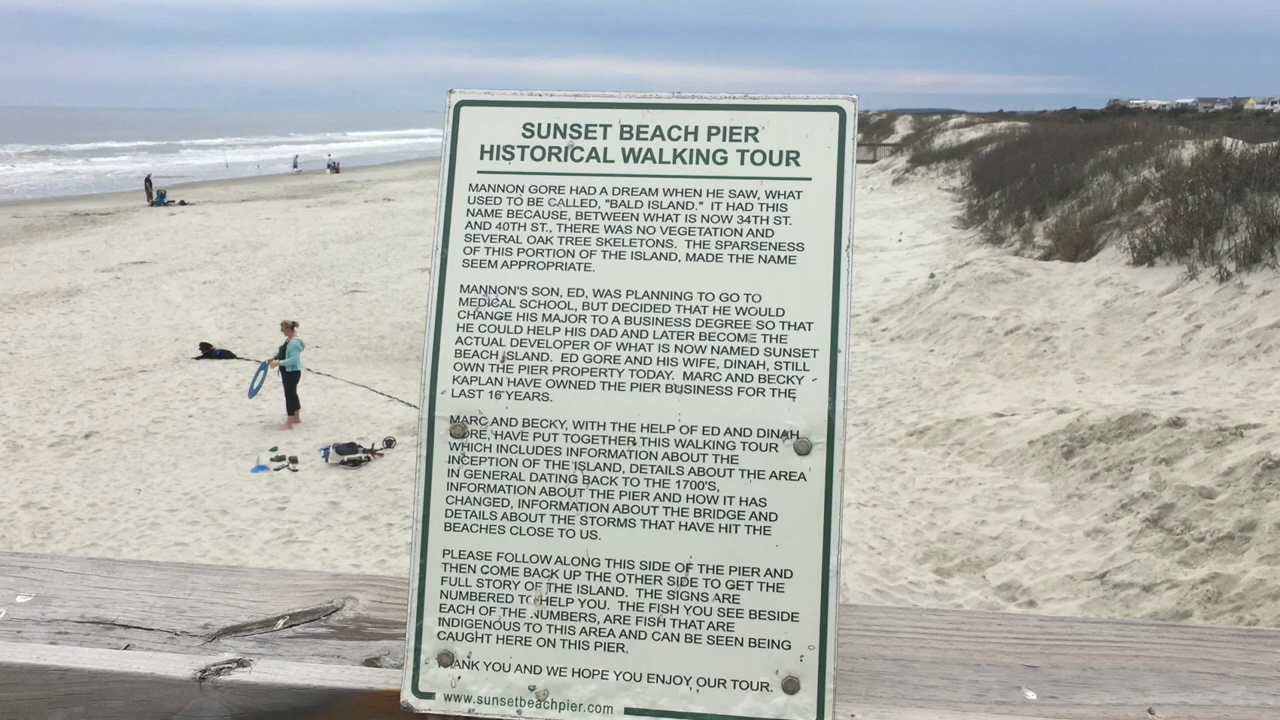 SUNSET BEACH PIER
HISTORICAL WALKING TOUR
MANNON GORE HAD A DREAM WHEN HE SAW, WHAT
USED TO BE CALLED, "BALD ISLAND." IT HAD THIS
NAME BECAUSE, BETWEEN WHAT IS NOW 34TH ST.
AND 40TH ST., THERE WAS NO VEGETATION AND
SEVERAL OAK TREE SKELETONS. THE SPARSENESS
OF THIS PORTION OF THE ISLAND, MADE THE NAME
SEEM APPROPRIATE.
MANNON'S SON, ED, WAS PLANNING TO GO TO
MEDICAL SCHOOL, BUT DECIDED THAT HE WOULD
CHANGE HIS MAJOR TO A BUSINESS DEGREE SO THAT
HE COULD HELP HIS DAD AND LATER BECOME THE
ACTUAL DEVELOPER OF WHAT IS NOW NAMED SUNSET
BEACH ISLAND. ED GORE AND HIS WIFE, DINAH, STILL
OWN THE PIER PROPERTY TODAY. MARC AND BECKY
KAPLAN HAVE OWNED THE PIER BUSINESS FOR THE
LAST 16 YEARS.
MARC AND BECKY, WITH THE HELP OF ED AND DINAH
GORE, HAVE PUT TOGETHER THIS WALKING TOUR
WHICH INCLUDES INFORMATION ABOUT THE
INCEPTION OF THE ISLAND, DETAILS ABOUT THE AREA
IN GENERAL DATING BACK TO THE 1700'S,
INFORMATION ABOUT THE PIER AND HOW IT HAS
CHANGED, INFORMATION ABOUT THE BRIDGE AND
DETAILS ABOUT THE STORMS THAT HAVE HIT THE
BEACHES CLOSE TO US.
PLEASE FOLLOW ALONG THIS SIDE OF THE PIER AND
THEN COME BACK UP THE OTHER SIDE TO GET THE
FULL STORY OF THE ISLAND. THE SIGNS ARE
NUMBERED TO HELP YOU. THE FISH YOU SEE BESIDE
EACH OF THE NUMBERS, ARE FISH THAT ARE
INDIGENOUS TO THIS AREA AND CAN BE SEEN BEING
CAUGHT HERE ON THIS PIER.
THANK YOU AND WE HOPE YOU ENJOY OUR TOUR.
www.sunsetbeachpier.com